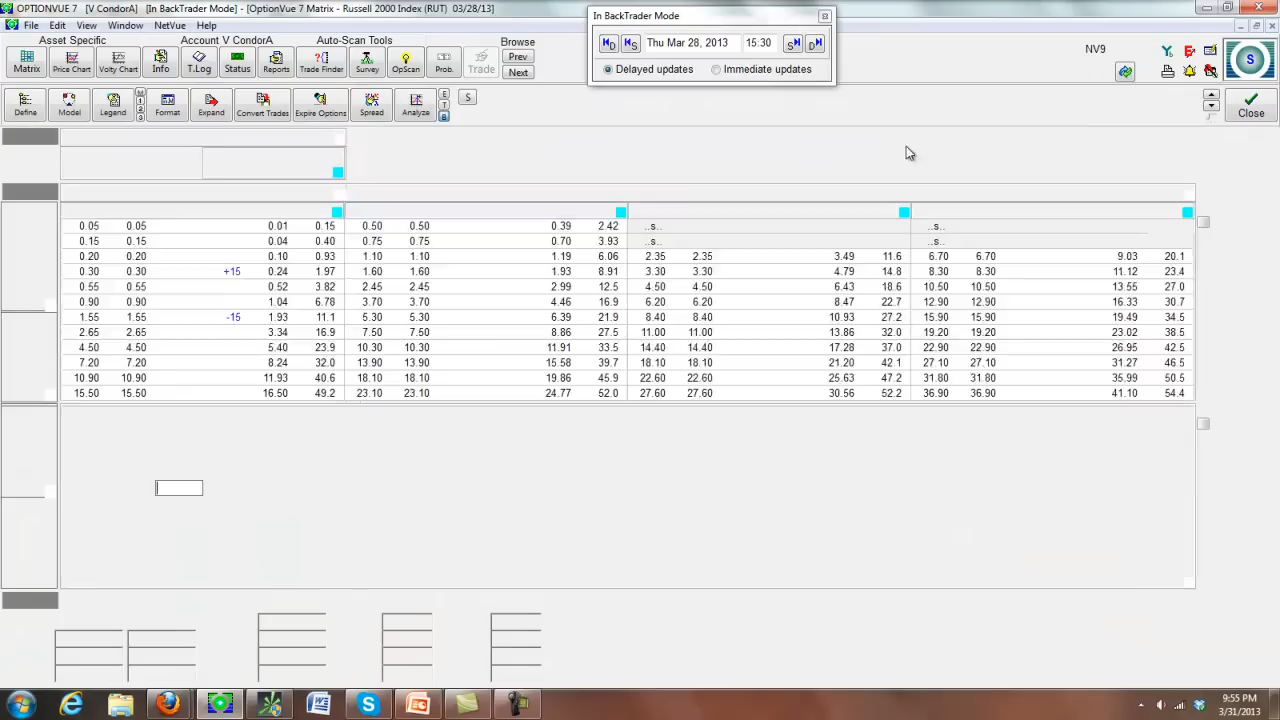 OPTIONVUE 7 [V CondorA] [In BackTrader Mode] - [OptionVue 7 Matrix - Russell 2000 Index (RUT) 03/28/13]
In BackTrader Mode
File Edit View Window NetVue Help
Asset Specific Account V CondorA Auto-Scan Tools Browse
D S Thu Mar 28, 2013 15:30 S D
NV9
Prev
Matrix Price Chart Volty Chart Info T.Log Status Reports Trade Finder Survey OpScan Prob. Trade
Next
Delayed updates Immediate updates
S
Define Model Legend M 1 2 3 Format Expand Convert Trades Expire Options Spread Analyze E T B S
Close
0.05 0.05 0.01 0.15 0.50 0.50 0.39 2.42 ..s.. ..s..
0.15 0.15 0.04 0.40 0.75 0.75 0.70 3.93 ..s.. ..s..
0.20 0.20 0.10 0.93 1.10 1.10 1.19 6.06 2.35 2.35 3.49 11.6 6.70 6.70 9.03 20.1
0.30 0.30 +15 0.24 1.97 1.60 1.60 1.93 8.91 3.30 3.30 4.79 14.8 8.30 8.30 11.12 23.4
0.55 0.55 0.52 3.82 2.45 2.45 2.99 12.5 4.50 4.50 6.43 18.6 10.50 10.50 13.55 27.0
0.90 0.90 1.04 6.78 3.70 3.70 4.46 16.9 6.20 6.20 8.47 22.7 12.90 12.90 16.33 30.7
1.55 1.55 -15 1.93 11.1 5.30 5.30 6.39 21.9 8.40 8.40 10.93 27.2 15.90 15.90 19.49 34.5
2.65 2.65 3.34 16.9 7.50 7.50 8.86 27.5 11.00 11.00 13.86 32.0 19.20 19.20 23.02 38.5
4.50 4.50 5.40 23.9 10.30 10.30 11.91 33.5 14.40 14.40 17.28 37.0 22.90 22.90 26.95 42.5
7.20 7.20 8.24 32.0 13.90 13.90 15.58 39.7 18.10 18.10 21.20 42.1 27.10 27.10 31.27 46.5
10.90 10.90 11.93 40.6 18.10 18.10 19.86 45.9 22.60 22.60 25.63 47.2 31.80 31.80 35.99 50.5
15.50 15.50 16.50 49.2 23.10 23.10 24.77 52.0 27.60 27.60 30.56 52.2 36.90 36.90 41.10 54.4
9:55 PM
3/31/2013